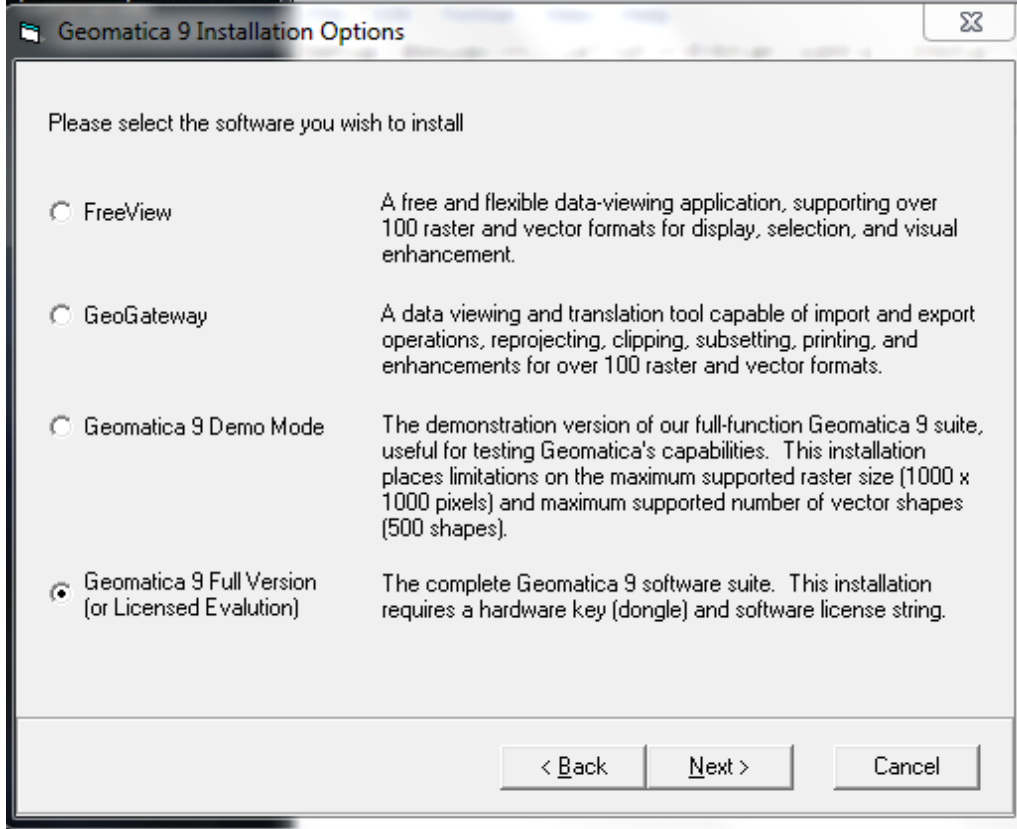 Geomatica 9 Installation Options
Please select the software you wish to install
FreeView
A free and flexible data-viewing application, supporting over
100 raster and vector formats for display, selection, and visual
enhancement.
GeoGateway
A data viewing and translation tool capable of import and export
operations, reprojecting, clipping, subsetting, printing, and
enhancements for over 100 raster and vector formats.
Geomatica 9 Demo Mode
The demonstration version of our full-function Geomatica 9 suite,
useful for testing Geomatica's capabilities.  This installation
places limitations on the maximum supported raster size (1000 x
1000 pixels) and maximum supported number of vector shapes
(500 shapes).
Geomatica 9 Full Version
(or Licensed Evalution)
The complete Geomatica 9 software suite.  This installation
requires a hardware key (dongle) and software license string.
< Back
Next >
Cancel